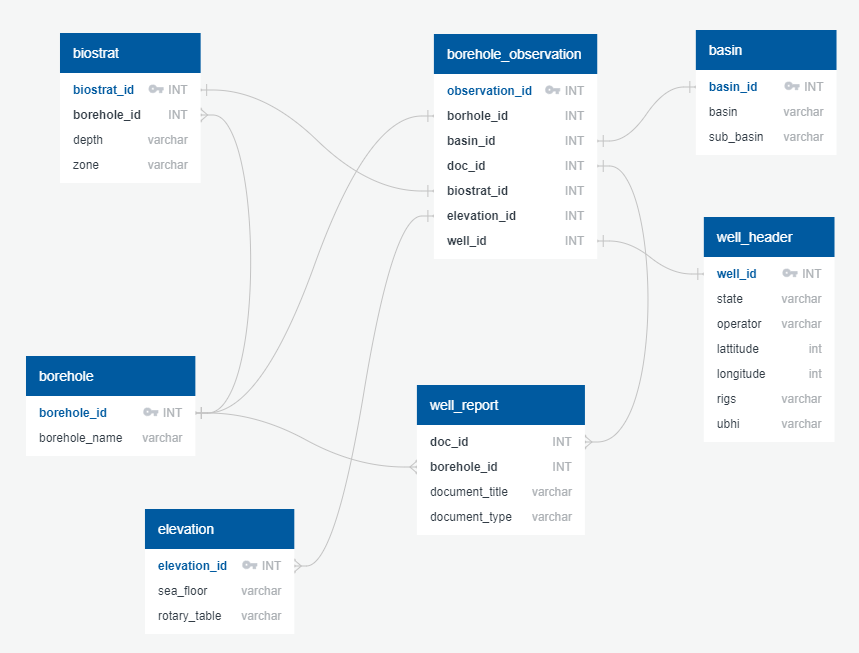 biostrat
biostrat_id INT
borehole_id INT
depth varchar
zone varchar
borehole_observation
observation_id INT
borhole_id INT
basin_id INT
doc_id INT
biostrat_id INT
elevation_id INT
well_id INT
basin
basin_id INT
basin varchar
sub_basin varchar
well_header
well_id INT
state varchar
operator varchar
lattitude int
longitude int
rigs varchar
ubhi varchar
borehole
borehole_id INT
borehole_name varchar
well_report
doc_id INT
borehole_id INT
document_title varchar
document_type varchar
elevation
elevation_id INT
sea_floor varchar
rotary_table varchar